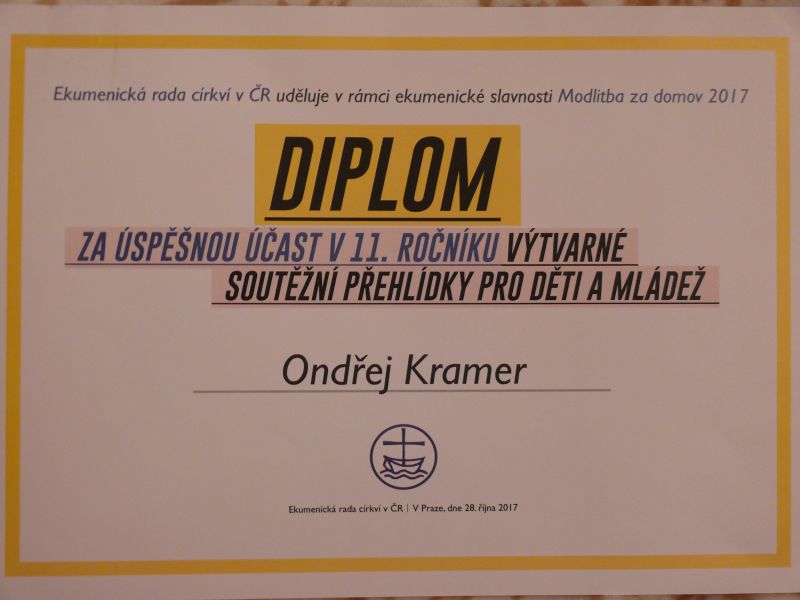 Ekumenická rada církví v ČR uděluje v rámci ekumenické slavnosti Modlitba za domov 2017
DIPLOM
ZA ÚSPĚŠNOU ÚČAST V 11. ROČNÍKU VÝTVARNÉ
SOUTĚŽNÍ PŘEHLÍDKY PRO DĚTI A MLÁDEŽ
Ondřej Kramer
Ekumenická rada církví v ČR | V Praze, dne 28. října 2017